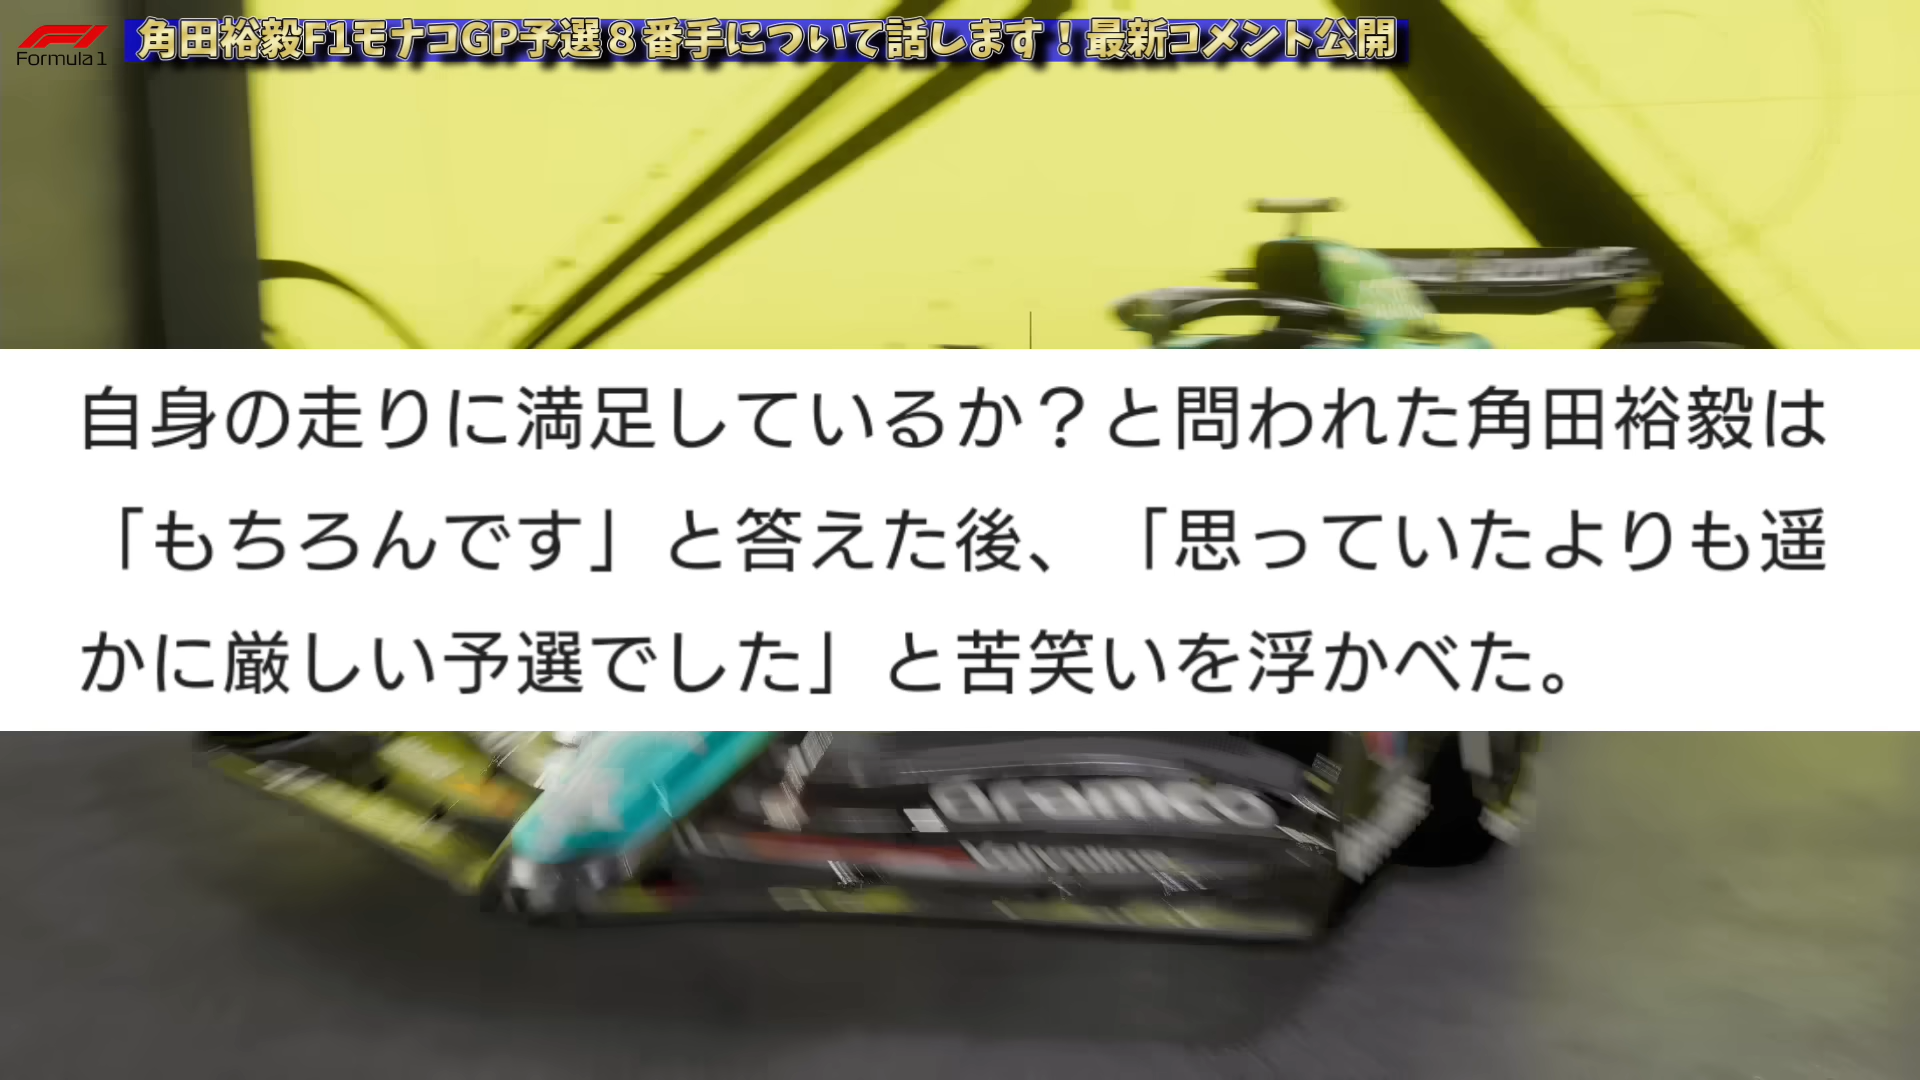 Formula 1
角田裕毅F1モナコGP予選８番手について話します！最新コメント公開
自身の走りに満足しているか？と問われた角田裕毅は
「もちろんです」と答えた後、「思っていたよりも遥
かに厳しい予選でした」と苦笑いを浮かべた。
aramco
Valvoline